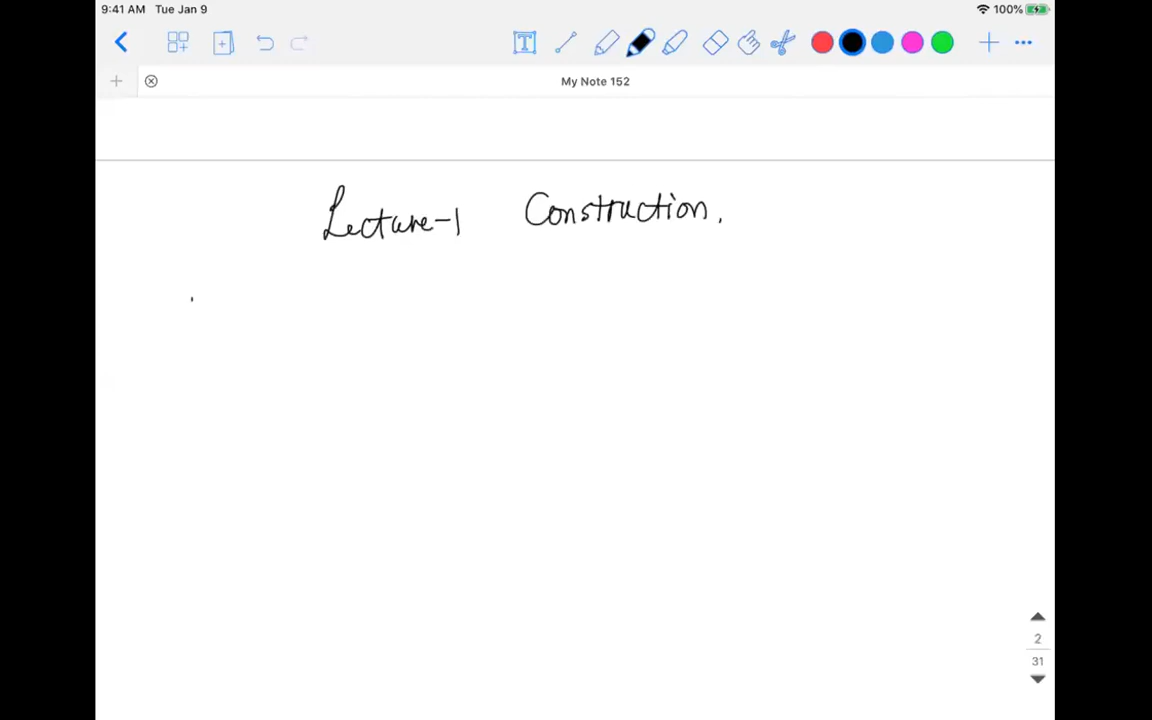 9:41 AM Tue Jan 9 100%
My Note 152
Lecture-1 Construction.
2
31